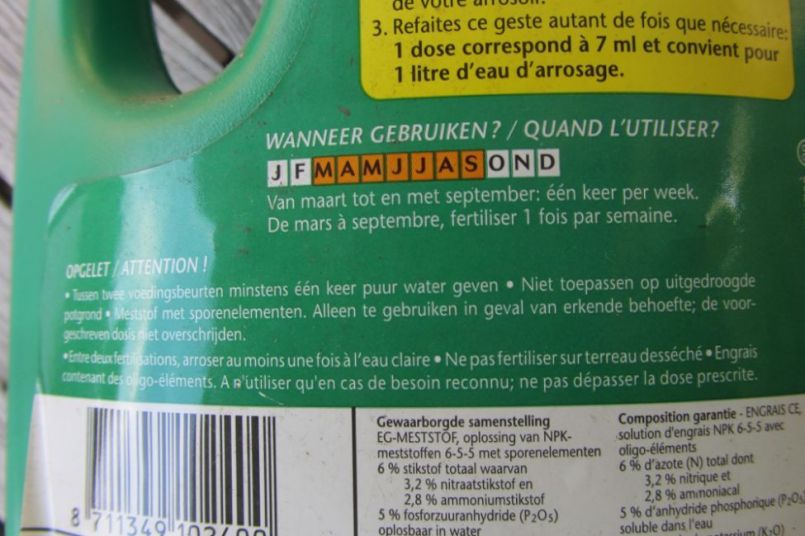 de votre arrosoir.
3. Refaites ce geste autant de fois que nécessaire:
1 dose correspond à 7 ml et convient pour
1 litre d'eau d'arrosage.
WANNEER GEBRUIKEN? / QUAND L'UTILISER?
J F M A M J J A S O N D
Van maart tot en met september: één keer per week.
De mars à septembre, fertiliser 1 fois par semaine.
OPGELET / ATTENTION !
• Tussen twee voedingsbeurten minstens één keer puur water geven • Niet toepassen op uitgedroogde
potgrond • Meststof met sporenelementen. Alleen te gebruiken in geval van erkende behoefte; de voor-
geschreven dosis niet overschrijden.
• Entre deux fertilisations, arroser au moins une fois à l'eau claire • Ne pas fertiliser sur terreau desséché • Engrais
contenant des oligo-éléments. A n'utiliser qu'en cas de besoin reconnu; ne pas dépasser la dose prescrite.
Gewaarborgde samenstelling
EG-MESTSTOF, oplossing van NPK-
meststoffen 6-5-5 met sporenelementen
6 % stikstof totaal waarvan
3,2 % nitraatstikstof en
2,8 % ammoniumstikstof
5 % fosforzuuranhydride (P₂O₅)
oplosbaar in water
Composition garantie - ENGRAIS CE,
solution d'engrais NPK 6-5-5 avec
oligo-éléments
6 % d'azote (N) total dont
3,2 % nitrique et
2,8 % ammoniacal
5 % d'anhydride phosphorique (P₂O₅)
soluble dans l'eau
(K₂O)
8 711349